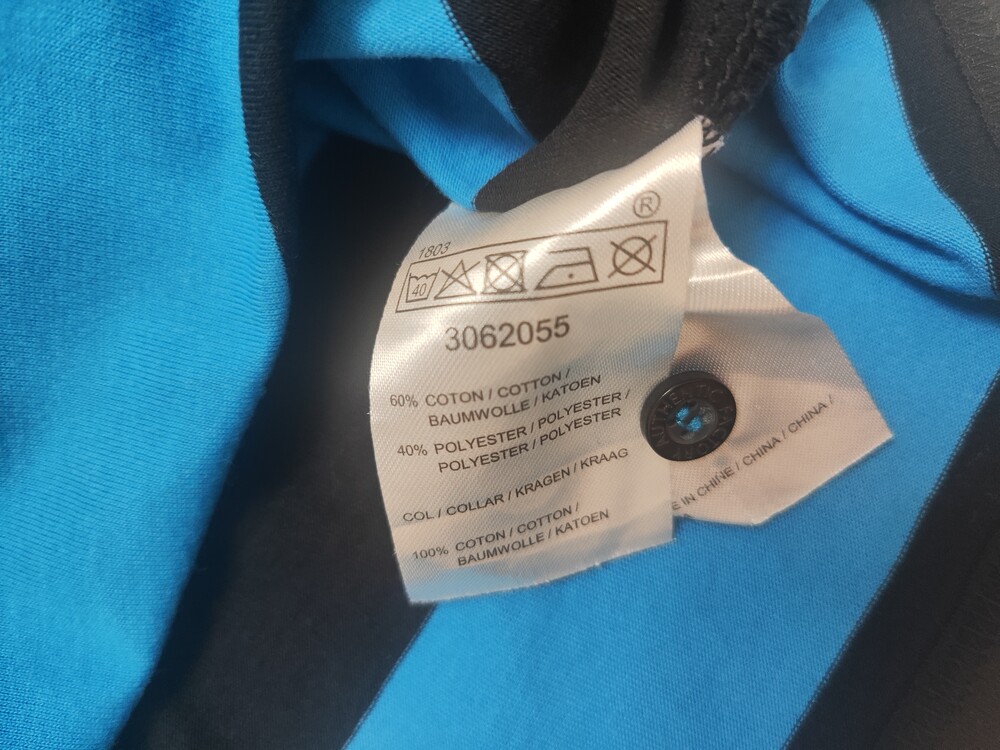 ®
1803
40
3062055
60% COTON / COTTON /
BAUMWOLLE / KATOEN
40% POLYESTER / POLYESTER /
POLYESTER / POLYESTER
COL / COLLAR / KRAGEN / KRAAG
100% COTON / COTTON /
BAUMWOLLE / KATOEN
E IN CHINE / CHINA / CHINA /